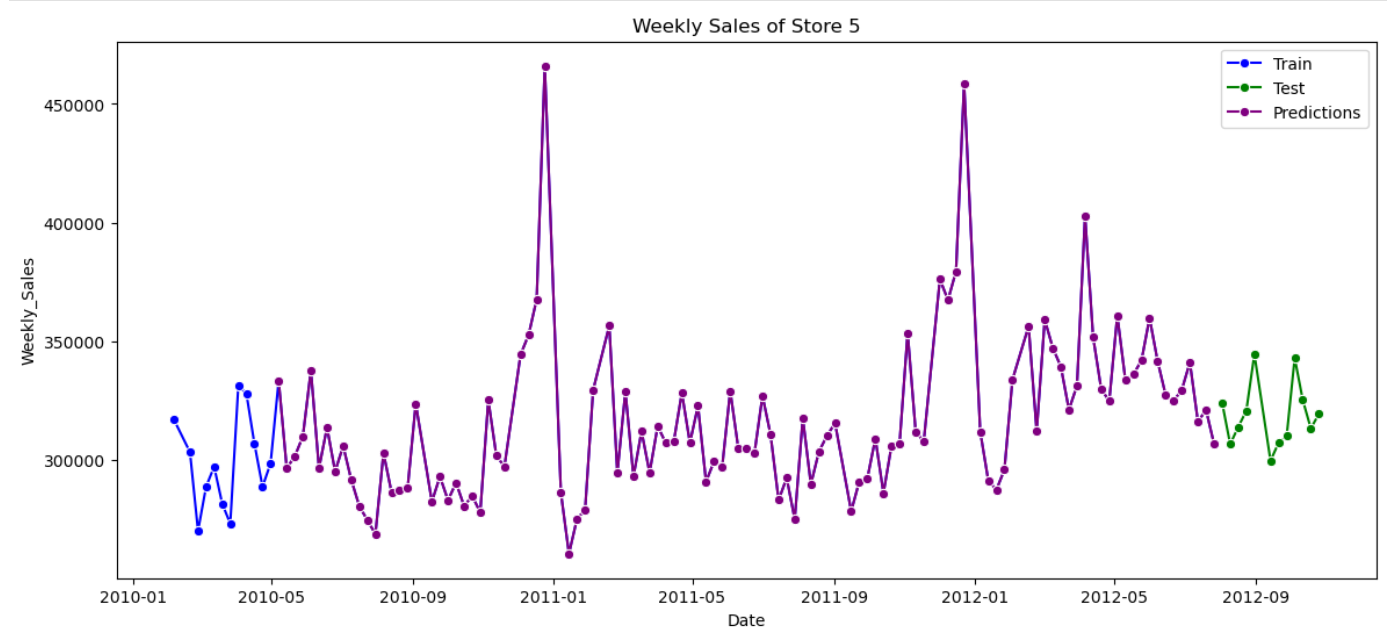 Weekly Sales of Store 5
Train
Test
Predictions
450000
400000
350000
300000
Weekly_Sales
2010-01 2010-05 2010-09 2011-01 2011-05 2011-09 2012-01 2012-05 2012-09
Date